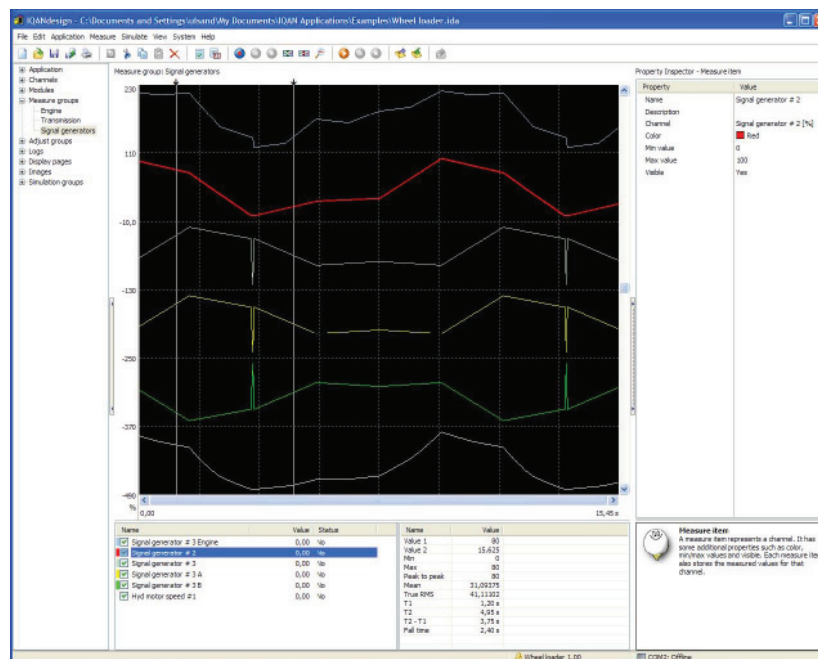 IQANdesign - C:\Documents and Settings\ulsand\My Documents\IQAN Applications\Examples\Wheel loader.ida
File Edit Application Measure Simulate View System Help
Application
Channels
Modules
Measure groups
Engine
Transmission
Signal generators
Adjust groups
Logs
Display pages
Images
Simulation groups
Measure group: Signal generators
230
110
-10,0
-130
-250
-370
-490
%
0,00
15,45 s
Name Value Status
Signal generator # 3 Engine 0,00 No
Signal generator # 2 0,00 No
Signal generator # 3 0,00 No
Signal generator # 3 A 0,00 No
Signal generator # 3 B 0,00 No
Hyd motor speed #1 0,00 No
Name Value
Value 1 80
Value 2 15,625
Min 0
Max 80
Peak to peak 80
Mean 31,09375
True RMS 41,11102
T1 1,20 s
T2 4,95 s
T2 - T1 3,75 s
Fall time 2,40 s
Property Inspector - Measure item
Property Value
Name Signal generator # 2
Description
Channel Signal generator # 2 [%]
Color Red
Min value 0
Max value 100
Visible Yes
Measure item
A measure item represents a channel. It has
some additional properties such as color,
min/max values and visible. Each measure item
also stores the measured values for that
channel.
Wheel loader 1.00
COM2: Offline